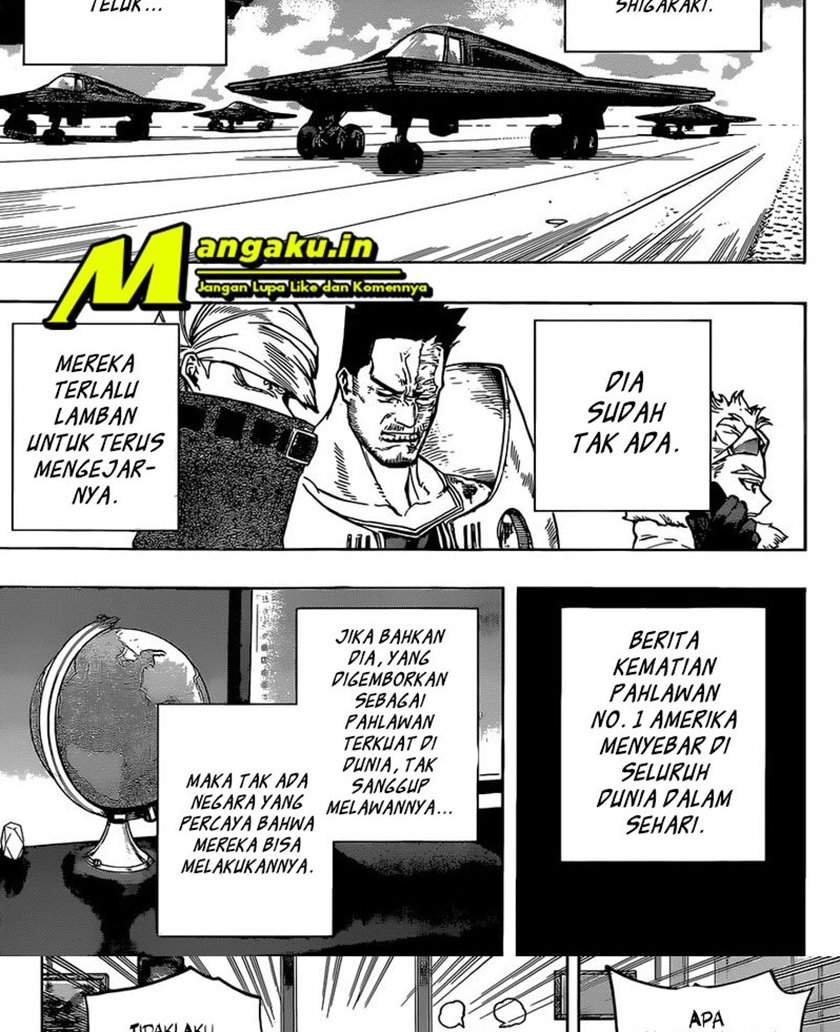 SHIGARAKI.
TELUK...
Mangaku.in
Jangan Lupa Like dan Komennya
DIA
SUDAH
TAK ADA.
MEREKA
TERLALU
LAMBAN
UNTUK TERUS
MENGEJAR-
NYA.
BERITA
KEMATIAN
PAHLAWAN
NO. 1 AMERIKA
MENYEBAR DI
SELURUH
DUNIA DALAM
SEHARI.
JIKA BAHKAN
DIA, YANG
DIGEMBORKAN
SEBAGAI
PAHLAWAN
TERKUAT DI
DUNIA, TAK
SANGGUP
MELAWANNYA...
MAKA TAK ADA
NEGARA YANG
PERCAYA BAHWA
MEREKA BISA
MELAKUKANNYA.
APA
TIDAKLAKU